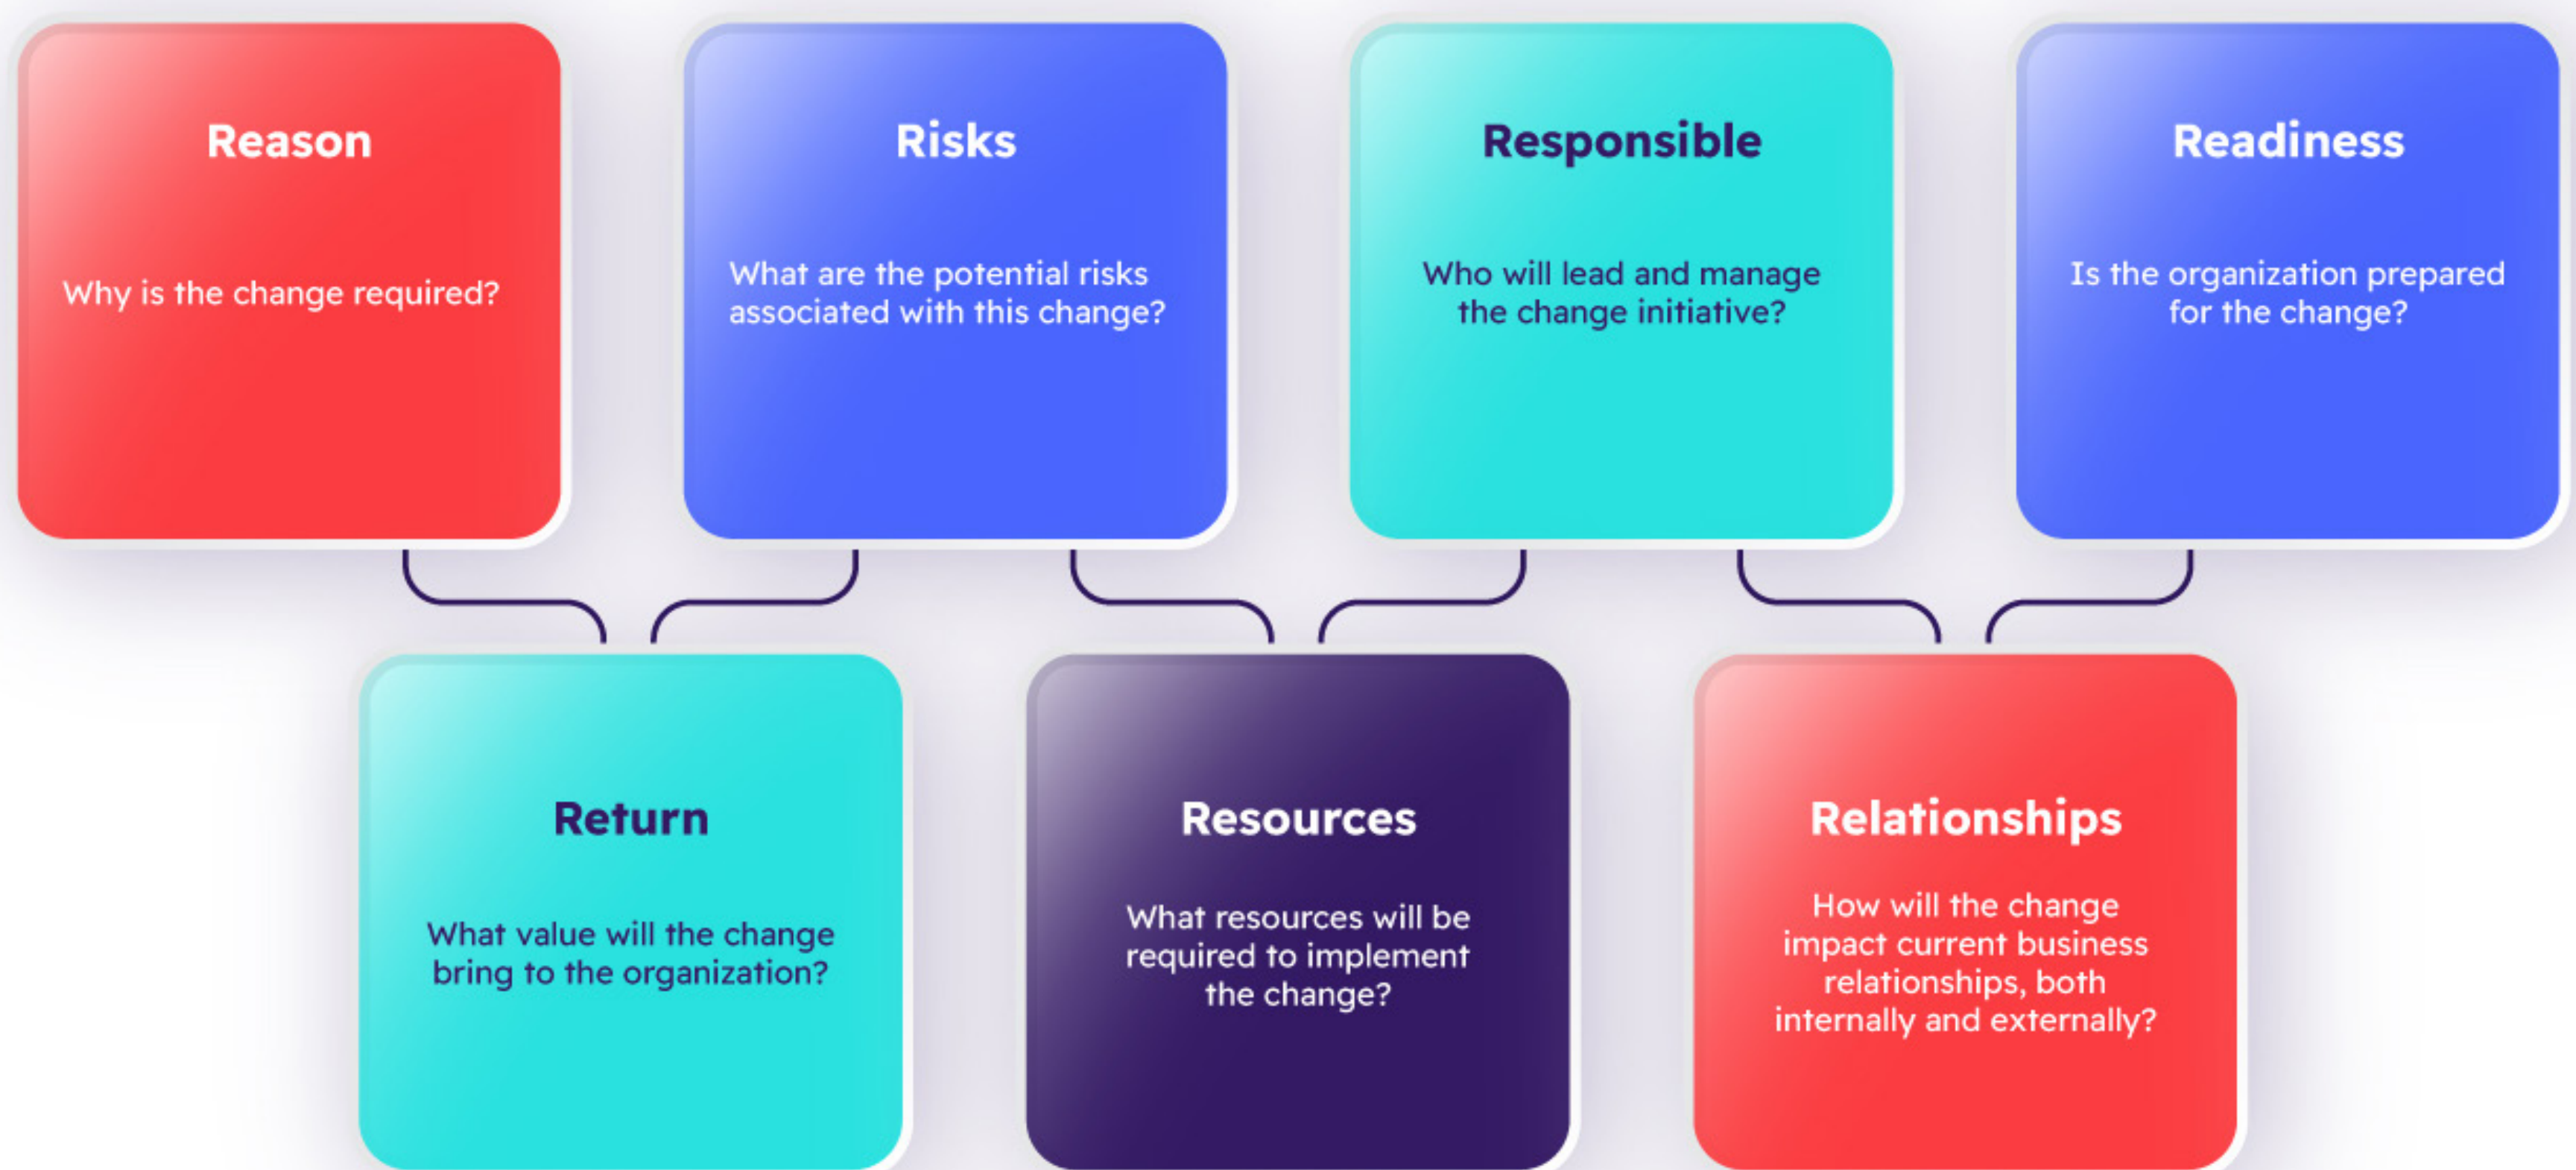 Reason
Why is the change required?
Risks
What are the potential risks
associated with this change?
Responsible
Who will lead and manage
the change initiative?
Readiness
Is the organization prepared
for the change?
Return
What value will the change
bring to the organization?
Resources
What resources will be
required to implement
the change?
Relationships
How will the change
impact current business
relationships, both
internally and externally?